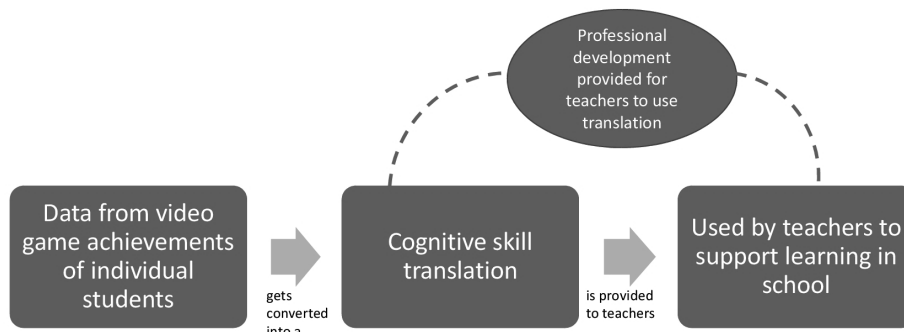 Professional
development
provided for
teachers to use
translation
Data from video
game achievements
of individual
students
gets
converted
into a
Cognitive skill
translation
is provided
to teachers
Used by teachers to
support learning in
school